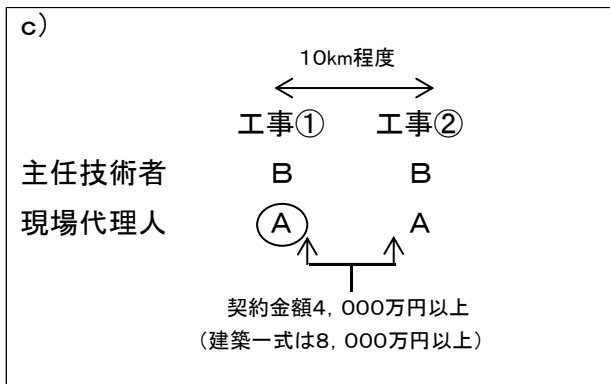 c）
10km程度
工事① 工事②
主任技術者 B B
現場代理人 A A
契約金額4，000万円以上
（建築一式は8，000万円以上）